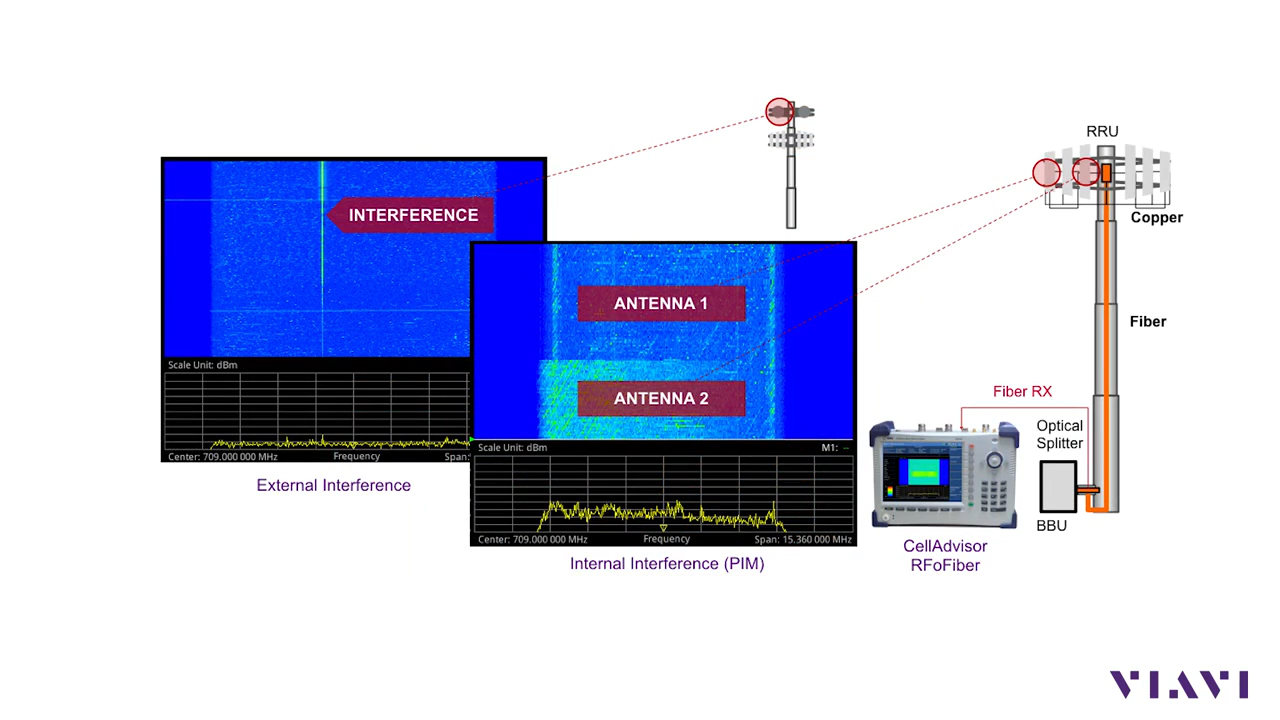 RRU
INTERFERENCE
Copper
ANTENNA 1
Fiber
Scale Unit: dBm
Fiber RX
ANTENNA 2
Optical
Splitter
Scale Unit: dBm
M1: --
Center: 709.000 000 MHz
Frequency
Span:
External Interference
BBU
Center: 709.000 000 MHz
Frequency
Span: 15.360 000 MHz
Internal Interference (PIM)
CellAdvisor
RFoFiber
VIAVI